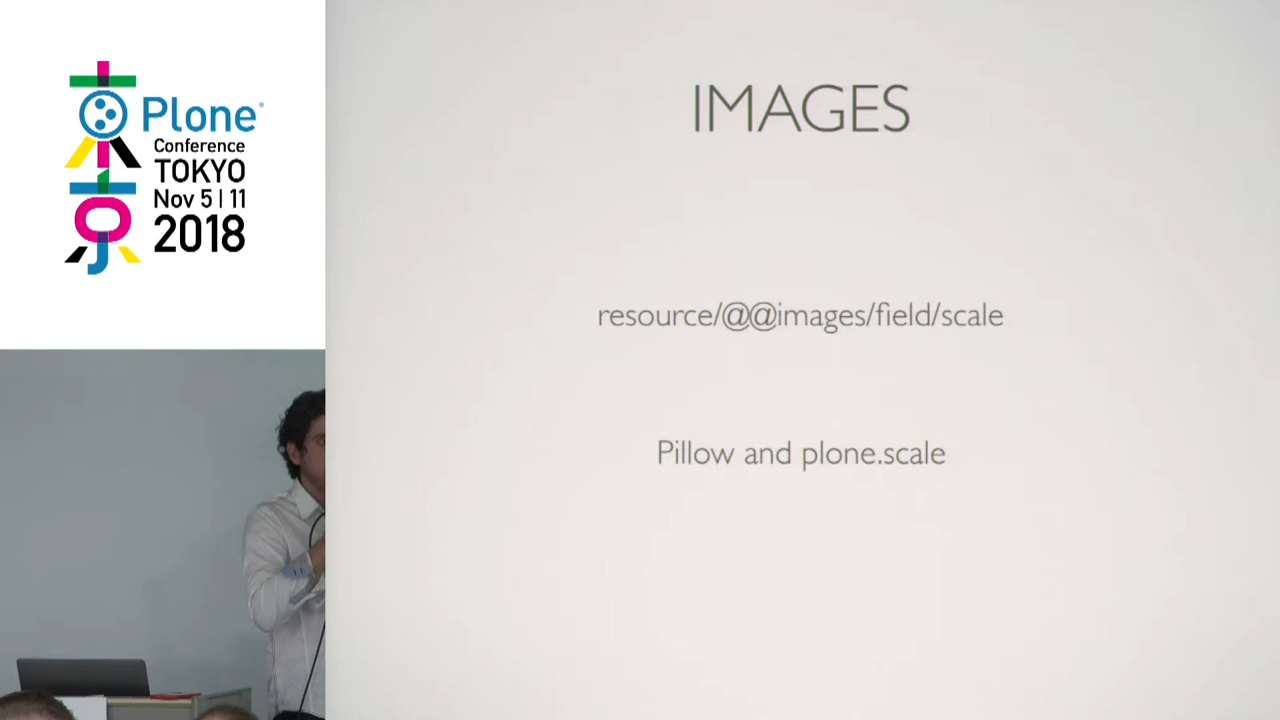 Plone®
Conference
TOKYO
Nov 5 | 11
2018
IMAGES
resource/@@images/field/scale
Pillow and plone.scale